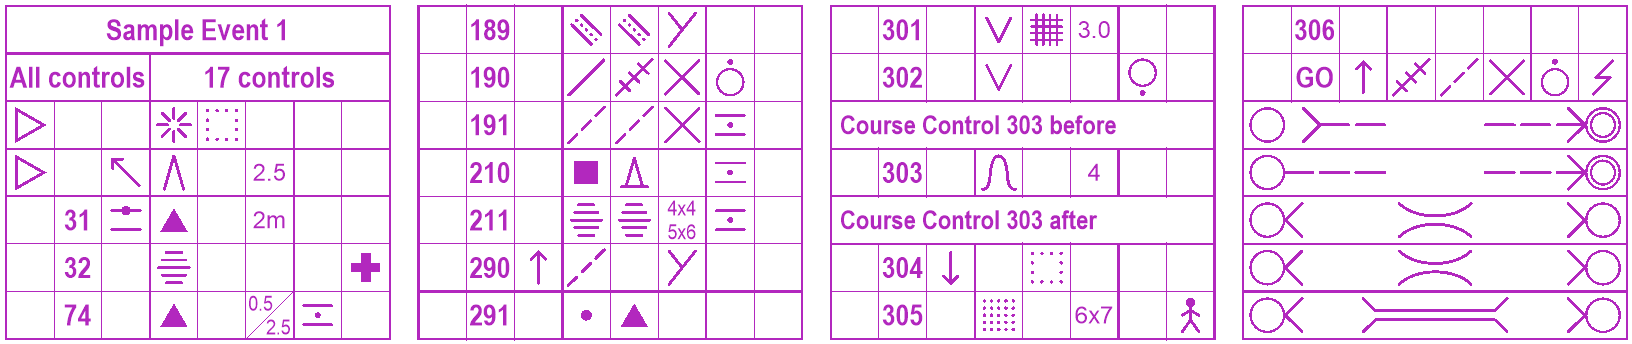 Sample Event 1
All controls 17 controls
2.5
31 2m
32
74 0.5/2.5
189
190
191
210
211 4x4
5x6
290
291
301 3.0
302
Course Control 303 before
303 4
Course Control 303 after
304
305 6x7
306
GO